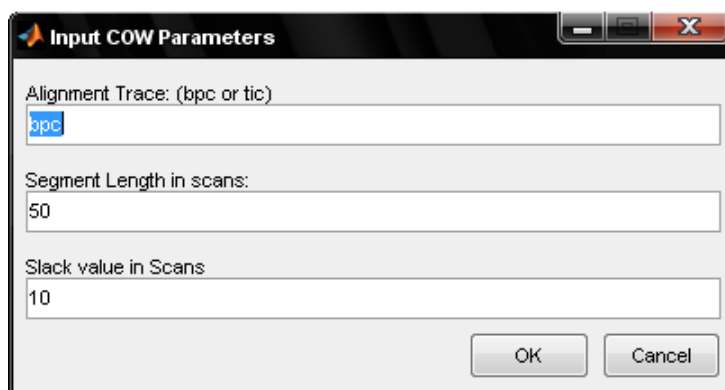 Input COW Parameters
Alignment Trace: (bpc or tic)
bpc
Segment Length in scans:
50
Slack value in Scans
10
OK Cancel